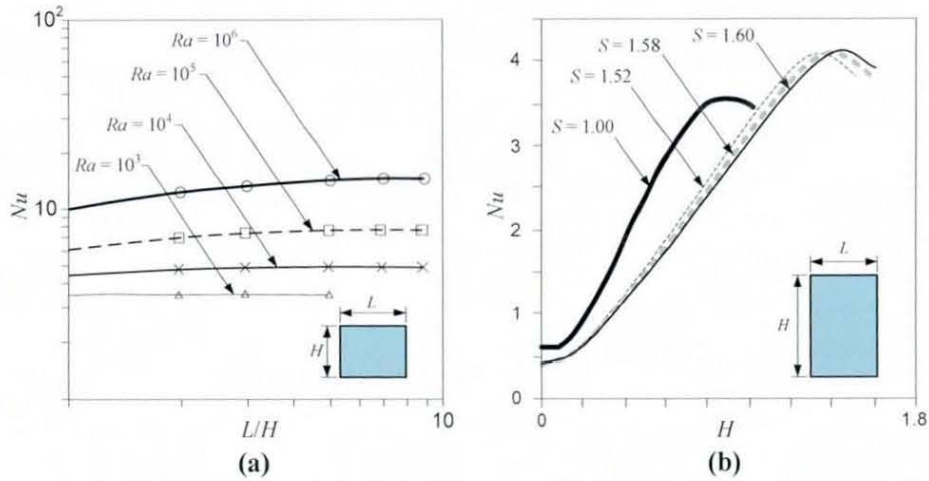 10²
Ra = 10⁶
Ra = 10⁵
Ra = 10⁴
Ra = 10³
Nu
10
L
H
L/H
10
(a)
4
3
2
1
0
Nu
S = 1.60
S = 1.58
S = 1.52
S = 1.00
L
H
0
H
1.8
(b)